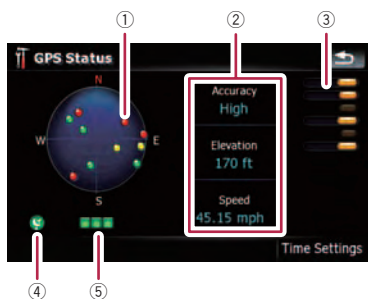 ① ② ③
GPS Status
N
W E
S
Accuracy
High
Elevation
170 ft
Speed
45.15 mph
Time Settings
④ ⑤